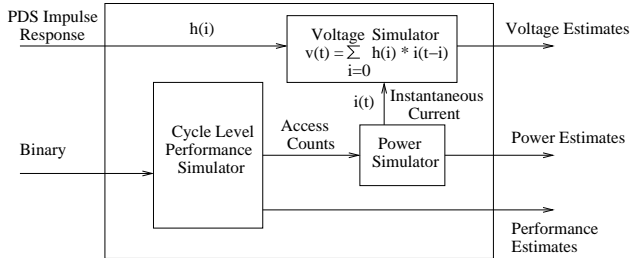 PDS Impulse
Response
h(i)
Voltage Simulator
v(t) = ∑ h(i) * i(t−i)
i=0
Voltage Estimates
i(t)
Instantaneous
Current
Cycle Level
Performance
Simulator
Access
Counts
Power
Simulator
Power Estimates
Binary
Performance
Estimates